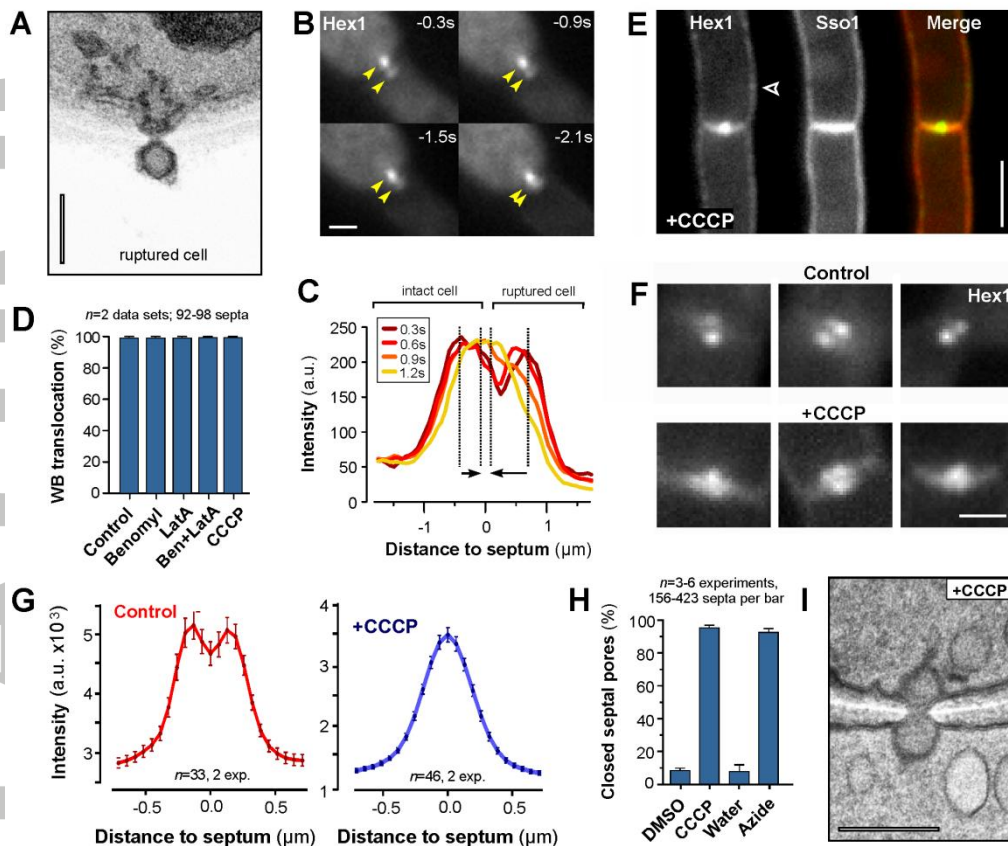 A
ruptured cell
B
Hex1
-0.3s
-0.9s
-1.5s
-2.1s
C
intact cell
ruptured cell
250
200
150
100
50
0
0.3s
0.6s
0.9s
1.2s
Intensity (a.u.)
-1
0
1
Distance to septum (µm)
D
n=2 data sets; 92-98 septa
WB translocation (%)
100
80
60
40
20
0
Control
Benomyl
LatA
Ben+LatA
CCCP
E
Hex1
Sso1
Merge
+CCCP
F
Control
Hex1
+CCCP
G
Intensity (a.u. x10³)
Control
5
4
3
2
n=33, 2 exp.
-0.5
0.0
0.5
Distance to septum (µm)
+CCCP
4
3
2
1
n=46, 2 exp.
-0.5
0.0
0.5
Distance to septum (µm)
H
n=3-6 experiments,
156-423 septa per bar
Closed septal pores (%)
100
80
60
40
20
0
DMSO
CCCP
Water
Azide
I
+CCCP